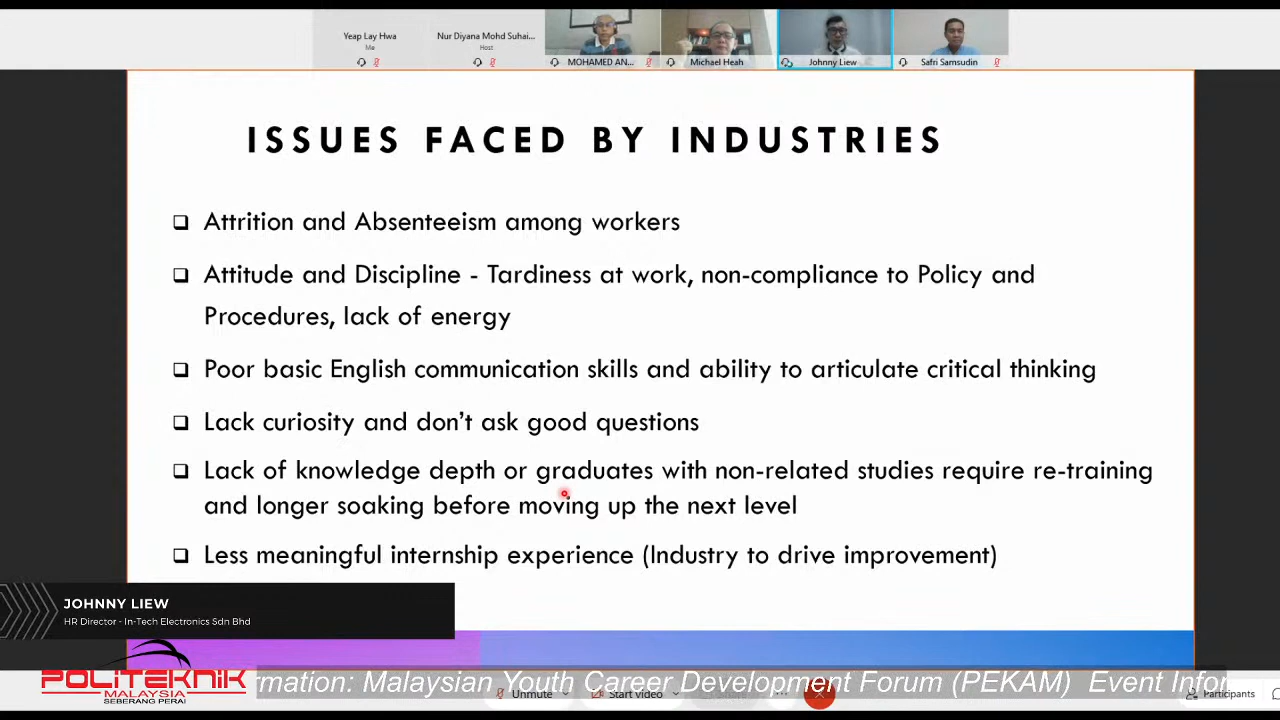 Yeap Lay Hwa
Me
Nur Diyana Mohd Suhai...
Host
MOHAMED AN...
Michael Heah
Johnny Liew
Safri Samsudin
ISSUES FACED BY INDUSTRIES
Attrition and Absenteeism among workers
Attitude and Discipline - Tardiness at work, non-compliance to Policy and
Procedures, lack of energy
Poor basic English communication skills and ability to articulate critical thinking
Lack curiosity and don't ask good questions
Lack of knowledge depth or graduates with non-related studies require re-training
and longer soaking before moving up the next level
Less meaningful internship experience (Industry to drive improvement)
JOHNNY LIEW
HR Director - In-Tech Electronics Sdn Bhd
POLITEKNIK
MALAYSIA
SEBERANG PERAI
rmation: Malaysian Youth Career Development Forum (PEKAM) Event Infor
Unmute
Start video
Participants